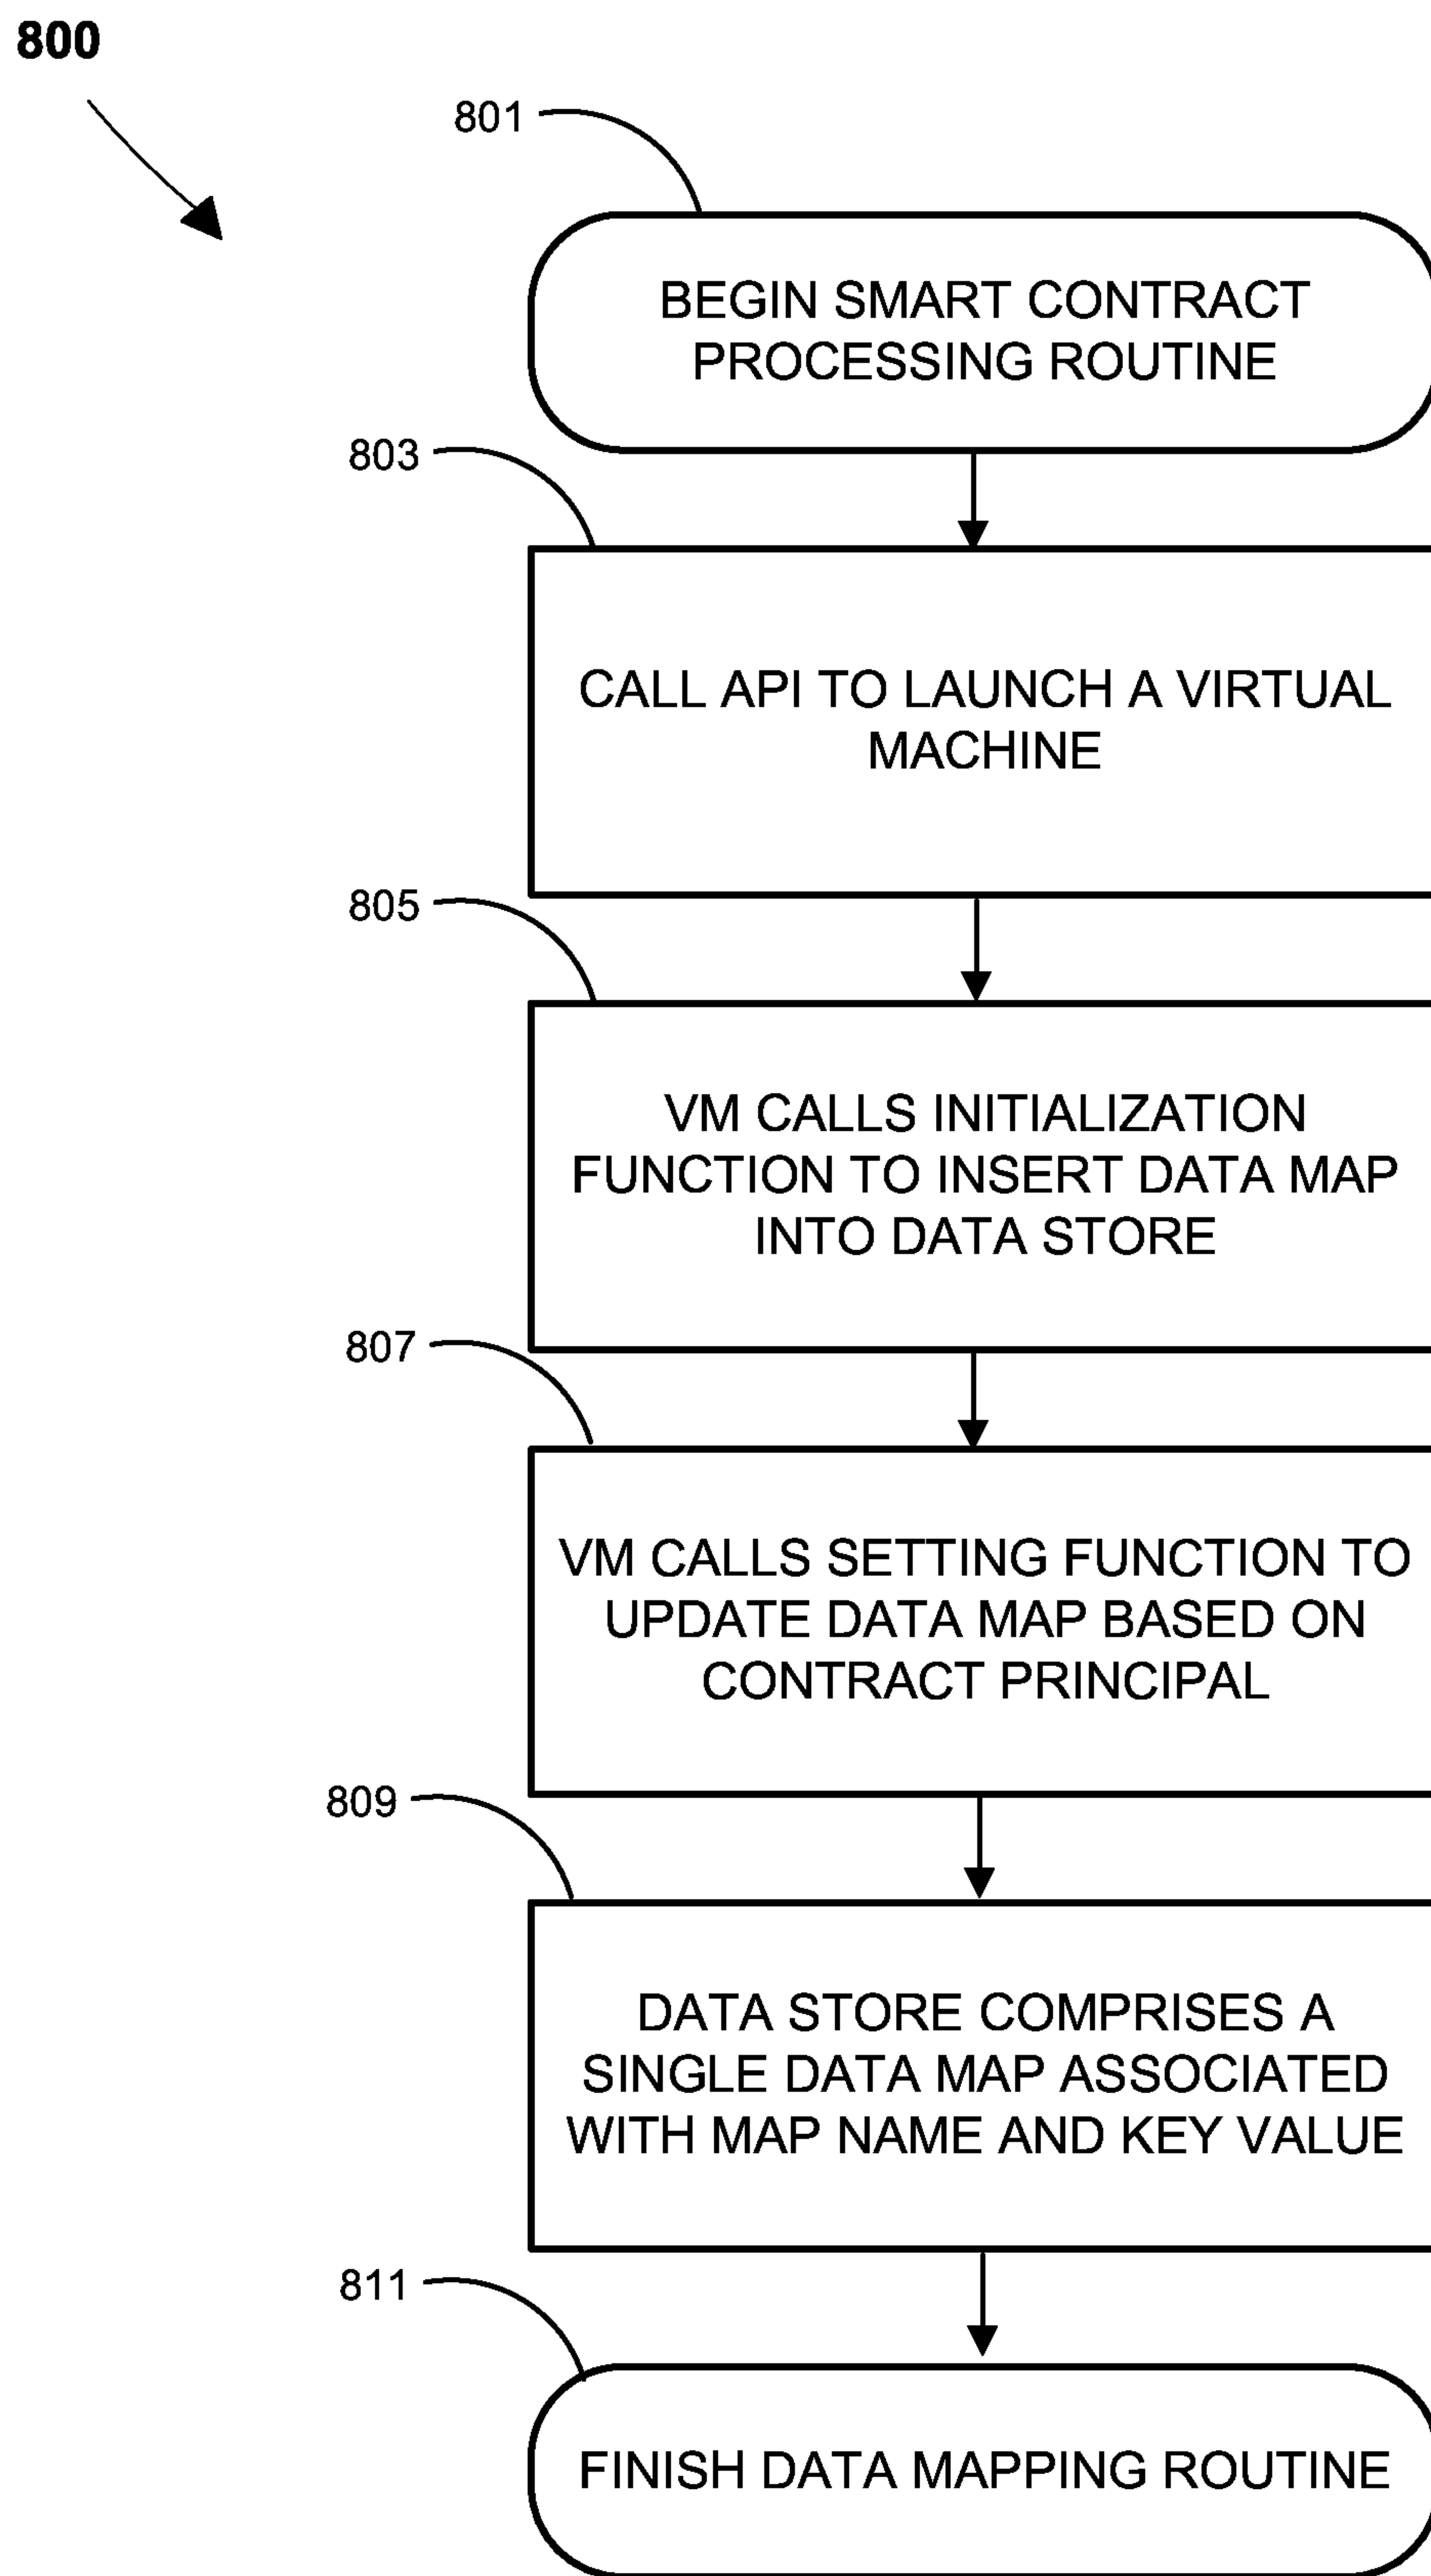 800
801
BEGIN SMART CONTRACT
PROCESSING ROUTINE
803
CALL API TO LAUNCH A VIRTUAL
MACHINE
805
VM CALLS INITIALIZATION
FUNCTION TO INSERT DATA MAP
INTO DATA STORE
807
VM CALLS SETTING FUNCTION TO
UPDATE DATA MAP BASED ON
CONTRACT PRINCIPAL
809
DATA STORE COMPRISES A
SINGLE DATA MAP ASSOCIATED
WITH MAP NAME AND KEY VALUE
811
FINISH DATA MAPPING ROUTINE